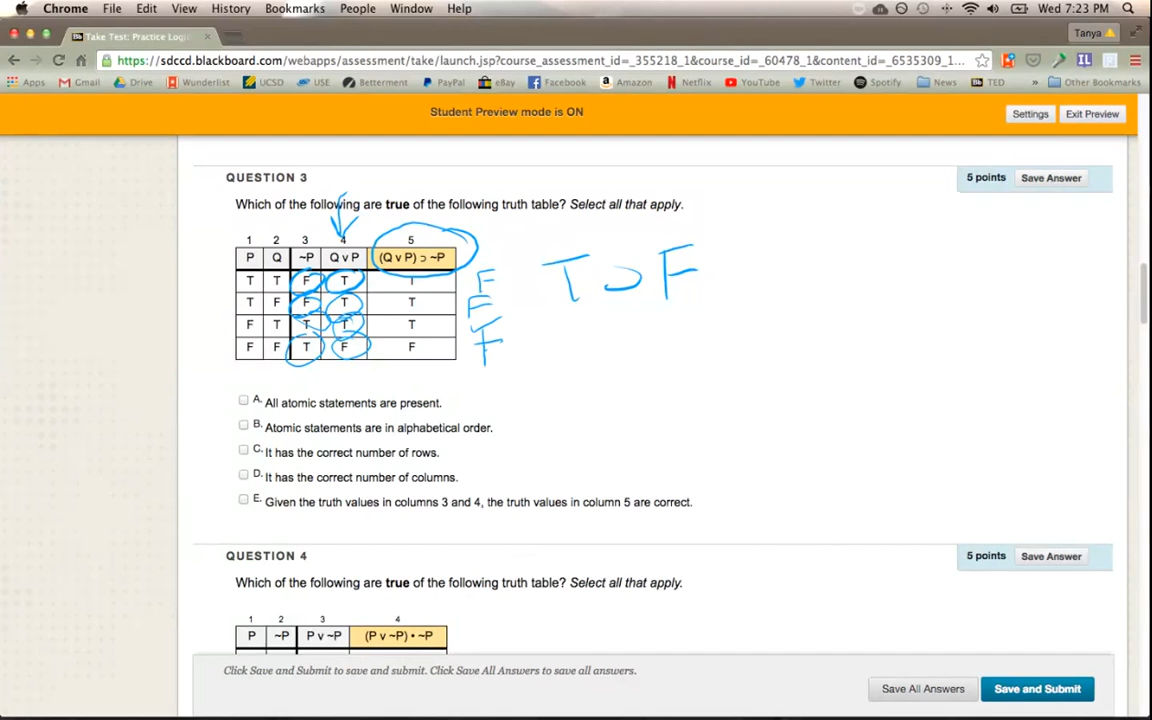 Chrome File Edit View History Bookmarks People Window Help Wed 7:23 PM
Take Test: Practice Logi Tanya
https://sdccd.blackboard.com/webapps/assessment/take/launch.jsp?course_assessment_id=_355218_1&course_id=_60478_1&content_id=_6535309_1...
Apps Gmail Drive Wunderlist UCSD USE Betterment PayPal eBay Facebook Amazon Netflix YouTube Twitter Spotify News TED » Other Bookmarks
Student Preview mode is ON Settings Exit Preview
QUESTION 3 5 points Save Answer
Which of the following are true of the following truth table? Select all that apply.
1 2 3 4 5
P Q ~P Q v P (Q v P) ⊃ ~P
T T F T T F T ⊃ F
T F F T T F
F T T T T T
F F T F F F
A. All atomic statements are present.
B. Atomic statements are in alphabetical order.
C. It has the correct number of rows.
D. It has the correct number of columns.
E. Given the truth values in columns 3 and 4, the truth values in column 5 are correct.
QUESTION 4 5 points Save Answer
Which of the following are true of the following truth table? Select all that apply.
1 2 3 4
P ~P P v ~P (P v ~P) • ~P
Click Save and Submit to save and submit. Click Save All Answers to save all answers.
Save All Answers Save and Submit